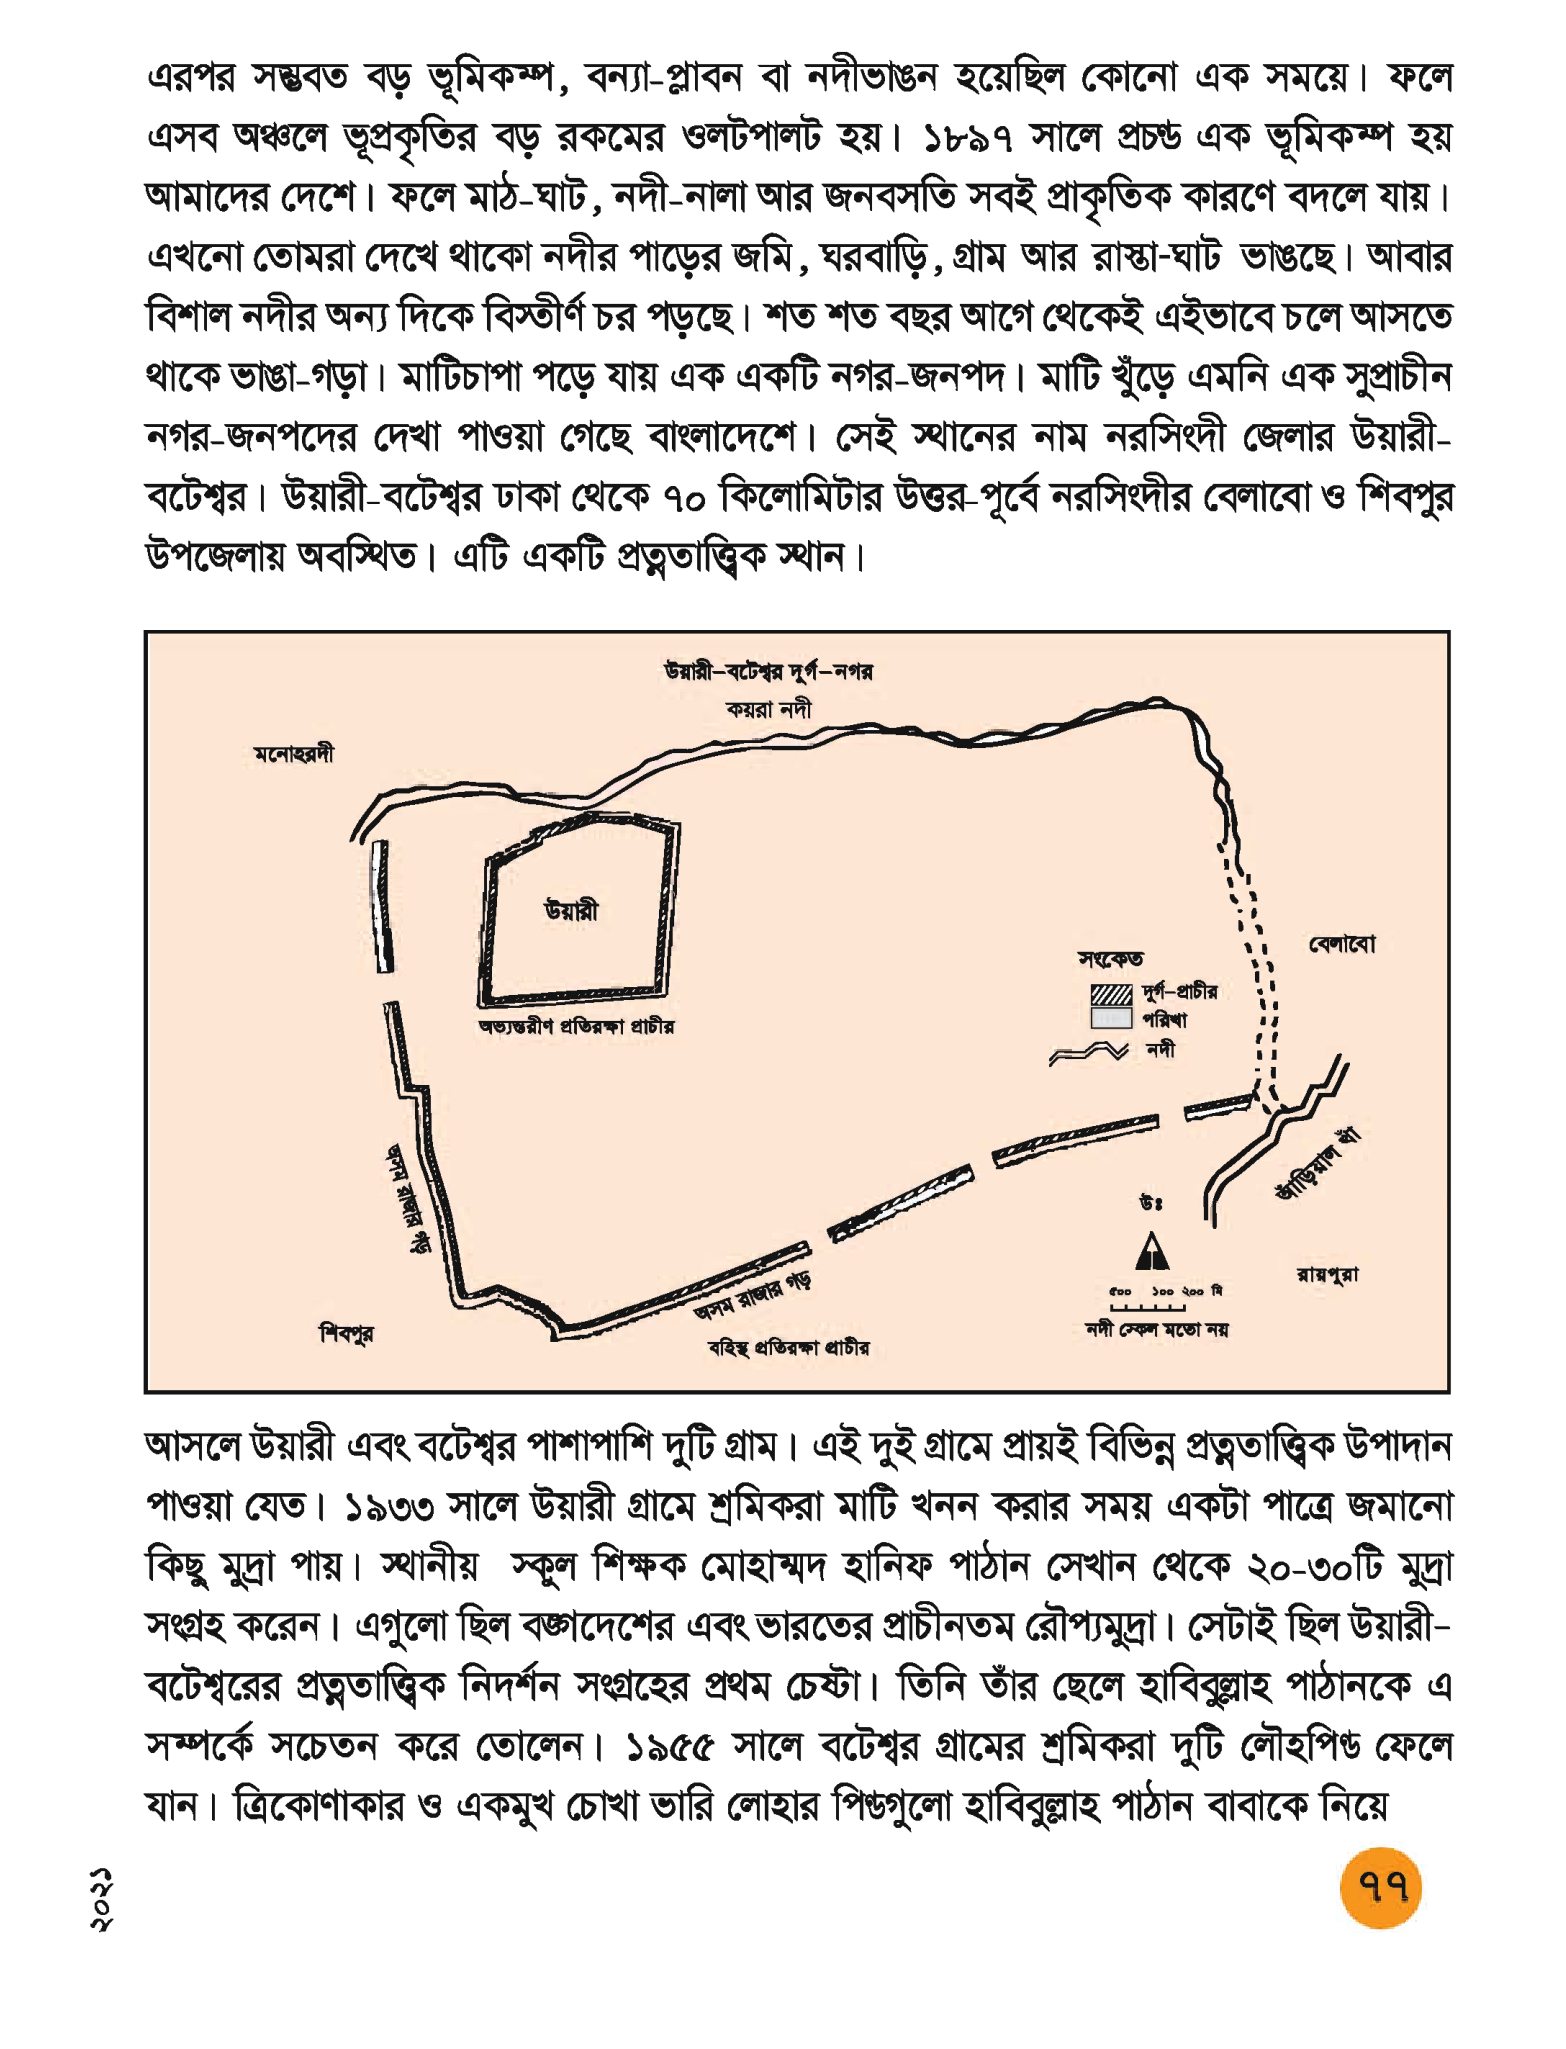 এরপর সম্ভবত বড় ভূমিকম্প, বন্যা-প্লাবন বা নদীভাঙন হয়েছিল কোনো এক সময়ে। ফলে
এসব অঞ্চলে ভূপ্রকৃতির বড় রকমের ওলটপালট হয়। ১৮৯৭ সালে প্রচণ্ড এক ভূমিকম্প হয়
আমাদের দেশে। ফলে মাঠ-ঘাট, নদী-নালা আর জনবসতি সবই প্রাকৃতিক কারণে বদলে যায়।
এখনো তোমরা দেখে থাকো নদীর পাড়ের জমি, ঘরবাড়ি, গ্রাম আর রাস্তা-ঘাট ভাঙছে। আবার
বিশাল নদীর অন্য দিকে বিস্তীর্ণ চর পড়ছে। শত শত বছর আগে থেকেই এইভাবে চলে আসতে
থাকে ভাঙা-গড়া। মাটিচাপা পড়ে যায় এক একটি নগর-জনপদ। মাটি খুঁড়ে এমনি এক সুপ্রাচীন
নগর-জনপদের দেখা পাওয়া গেছে বাংলাদেশে। সেই স্থানের নাম নরসিংদী জেলার উয়ারী-
বটেশ্বর। উয়ারী-বটেশ্বর ঢাকা থেকে ৭০ কিলোমিটার উত্তর-পূর্বে নরসিংদীর বেলাবো ও শিবপুর
উপজেলায় অবস্থিত। এটি একটি প্রত্নতাত্ত্বিক স্থান।
উয়ারী-বটেশ্বর দুর্গ-নগর
কয়রা নদী
মনোহরদী
উয়ারী
বেলাবো
সংকেত
দুর্গ-প্রাচীর
পরিখা
নদী
অভ্যন্তরীণ প্রতিরক্ষা প্রাচীর
অসম রাজার গড়
আঁড়িয়াল খাঁ
উঃ
রায়পুরা
৫০০ ১০০ ২০০ মি
নদী স্কেল মতো নয়
অসম রাজার গড়
শিবপুর
বহিস্থ প্রতিরক্ষা প্রাচীর
আসলে উয়ারী এবং বটেশ্বর পাশাপাশি দুটি গ্রাম। এই দুই গ্রামে প্রায়ই বিভিন্ন প্রত্নতাত্ত্বিক উপাদান
পাওয়া যেত। ১৯৩৩ সালে উয়ারী গ্রামে শ্রমিকরা মাটি খনন করার সময় একটা পাত্রে জমানো
কিছু মুদ্রা পায়। স্থানীয় স্কুল শিক্ষক মোহাম্মদ হানিফ পাঠান সেখান থেকে ২০-৩০টি মুদ্রা
সংগ্রহ করেন। এগুলো ছিল বঙ্গদেশের এবং ভারতের প্রাচীনতম রৌপ্যমুদ্রা। সেটাই ছিল উয়ারী-
বটেশ্বরের প্রত্নতাত্ত্বিক নিদর্শন সংগ্রহের প্রথম চেষ্টা। তিনি তাঁর ছেলে হাবিবুল্লাহ পাঠানকে এ
সম্পর্কে সচেতন করে তোলেন। ১৯৫৫ সালে বটেশ্বর গ্রামের শ্রমিকরা দুটি লৌহপিণ্ড ফেলে
যান। ত্রিকোণাকার ও একমুখ চোখা ভারি লোহার পিণ্ডগুলো হাবিবুল্লাহ পাঠান বাবাকে নিয়ে
২০২১
৭৭